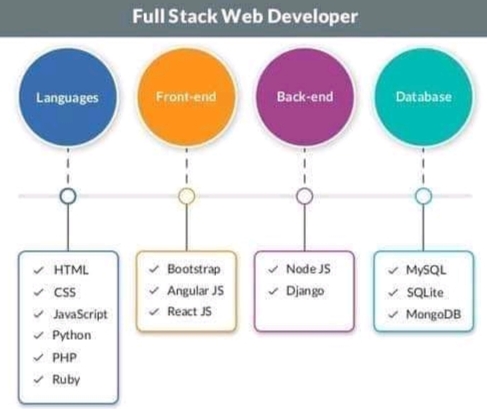 Full Stack Web Developer
Languages
Front-end
Back-end
Database
HTML
CSS
JavaScript
Python
PHP
Ruby
Bootstrap
Angular JS
React JS
Node JS
Django
MySQL
SQLite
MongoDB